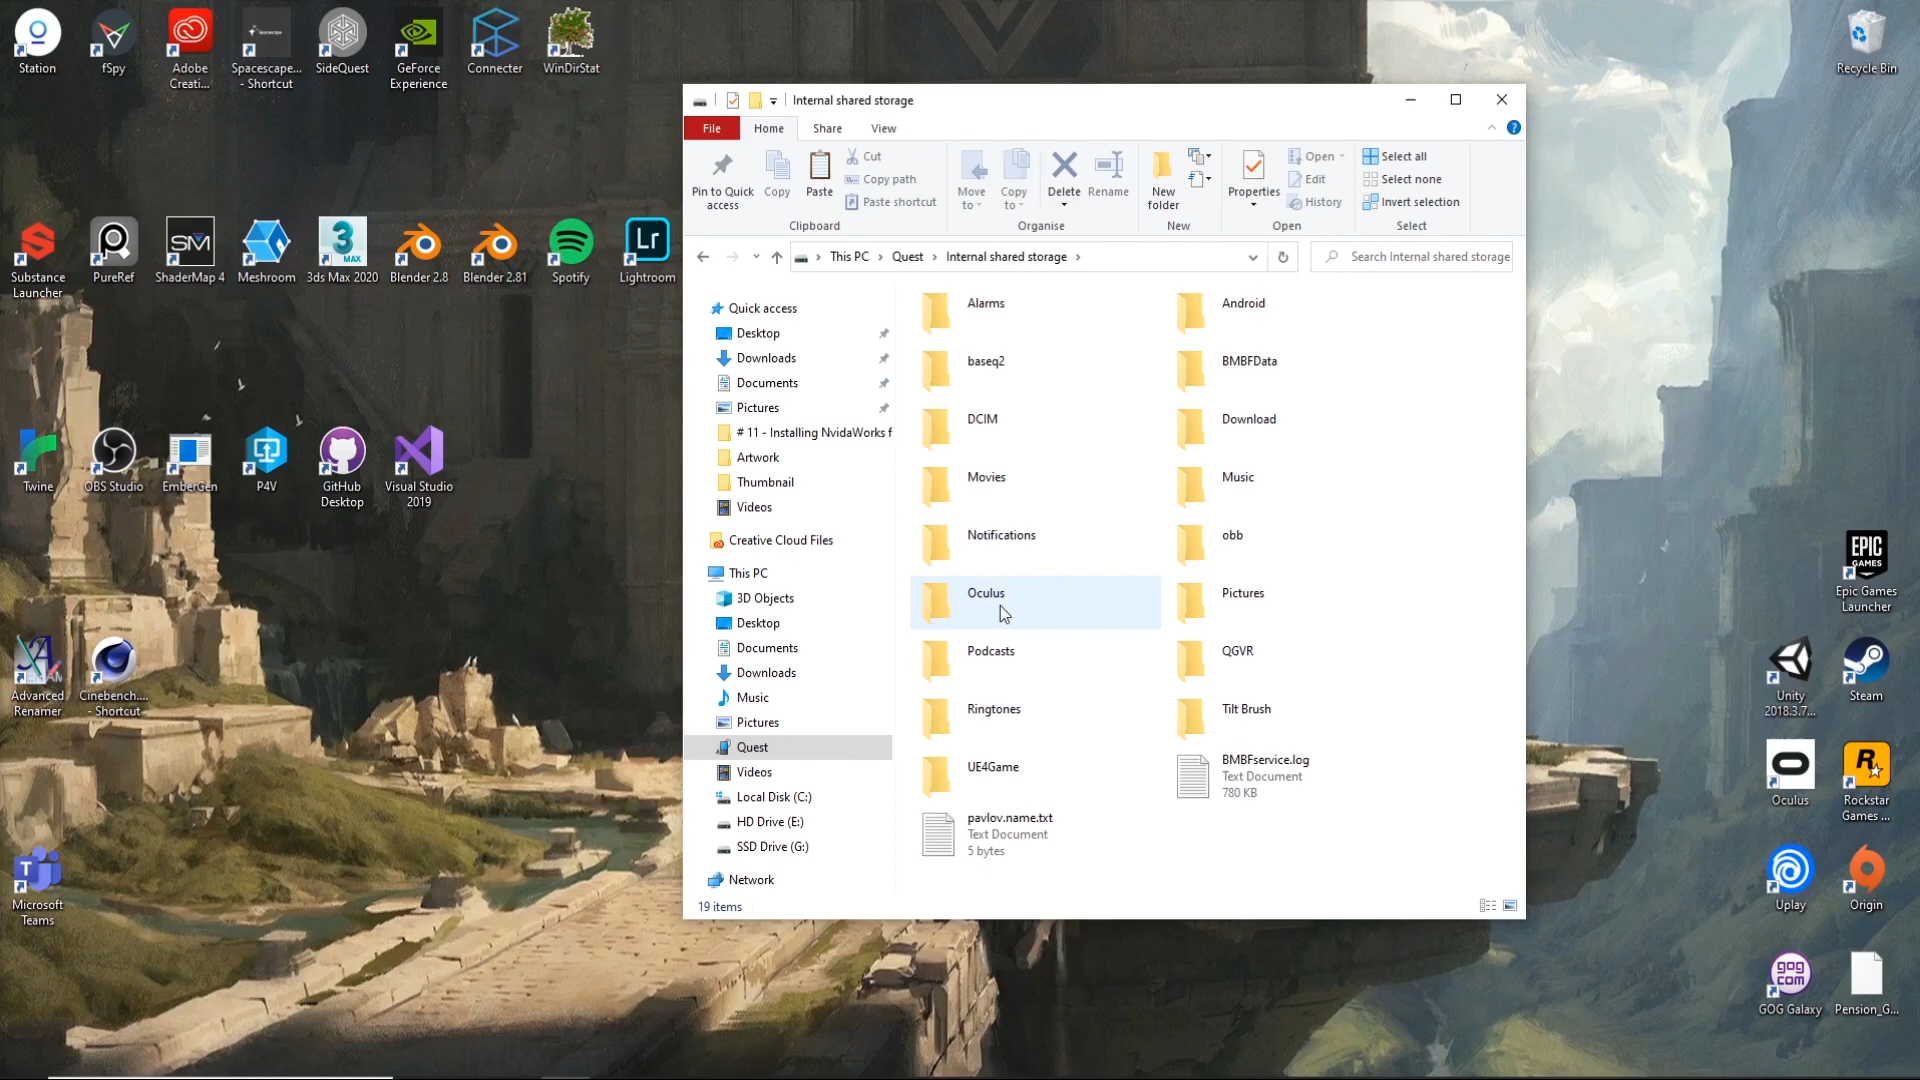 Station
fSpy
Adobe
Creati...
Spacescape...
- Shortcut
SideQuest
GeForce
Experience
Connecter
WinDirStat
Recycle Bin
Substance
Launcher
PureRef
SM
ShaderMap 4
Meshroom
3
MAX
3ds Max 2020
Blender 2.8
Blender 2.81
Spotify
Lr
Lightroom
Twine
OBS Studio
EmberGen
P4V
GitHub
Desktop
Visual Studio
2019
Advanced
Renamer
Cinebench....
- Shortcut
T
Microsoft
Teams
Internal shared storage
File
Home
Share
View
?
Pin to Quick
access
Copy
Paste
Cut
Copy path
Paste shortcut
Clipboard
Move
to
Copy
to
Delete
Rename
Organise
New
folder
New
Properties
Open
Edit
History
Open
Select all
Select none
Invert selection
Select
This PC
Quest
Internal shared storage
Search Internal shared storage
Quick access
Desktop
Downloads
Documents
Pictures
# 11 - Installing NvidaWorks f
Artwork
Thumbnail
Videos
Creative Cloud Files
This PC
3D Objects
Desktop
Documents
Downloads
Music
Pictures
Quest
Videos
Local Disk (C:)
HD Drive (E:)
SSD Drive (G:)
Network
Alarms
Android
baseq2
BMBFData
DCIM
Download
Movies
Music
Notifications
obb
Oculus
Pictures
Podcasts
QGVR
Ringtones
Tilt Brush
UE4Game
BMBFservice.log
Text Document
780 KB
pavlov.name.txt
Text Document
5 bytes
19 items
EPIC
GAMES
Epic Games
Launcher
Unity
2018.3.7...
Steam
Oculus
R
Rockstar
Games ...
Uplay
Origin
gog
com
GOG Galaxy
Pension_G...